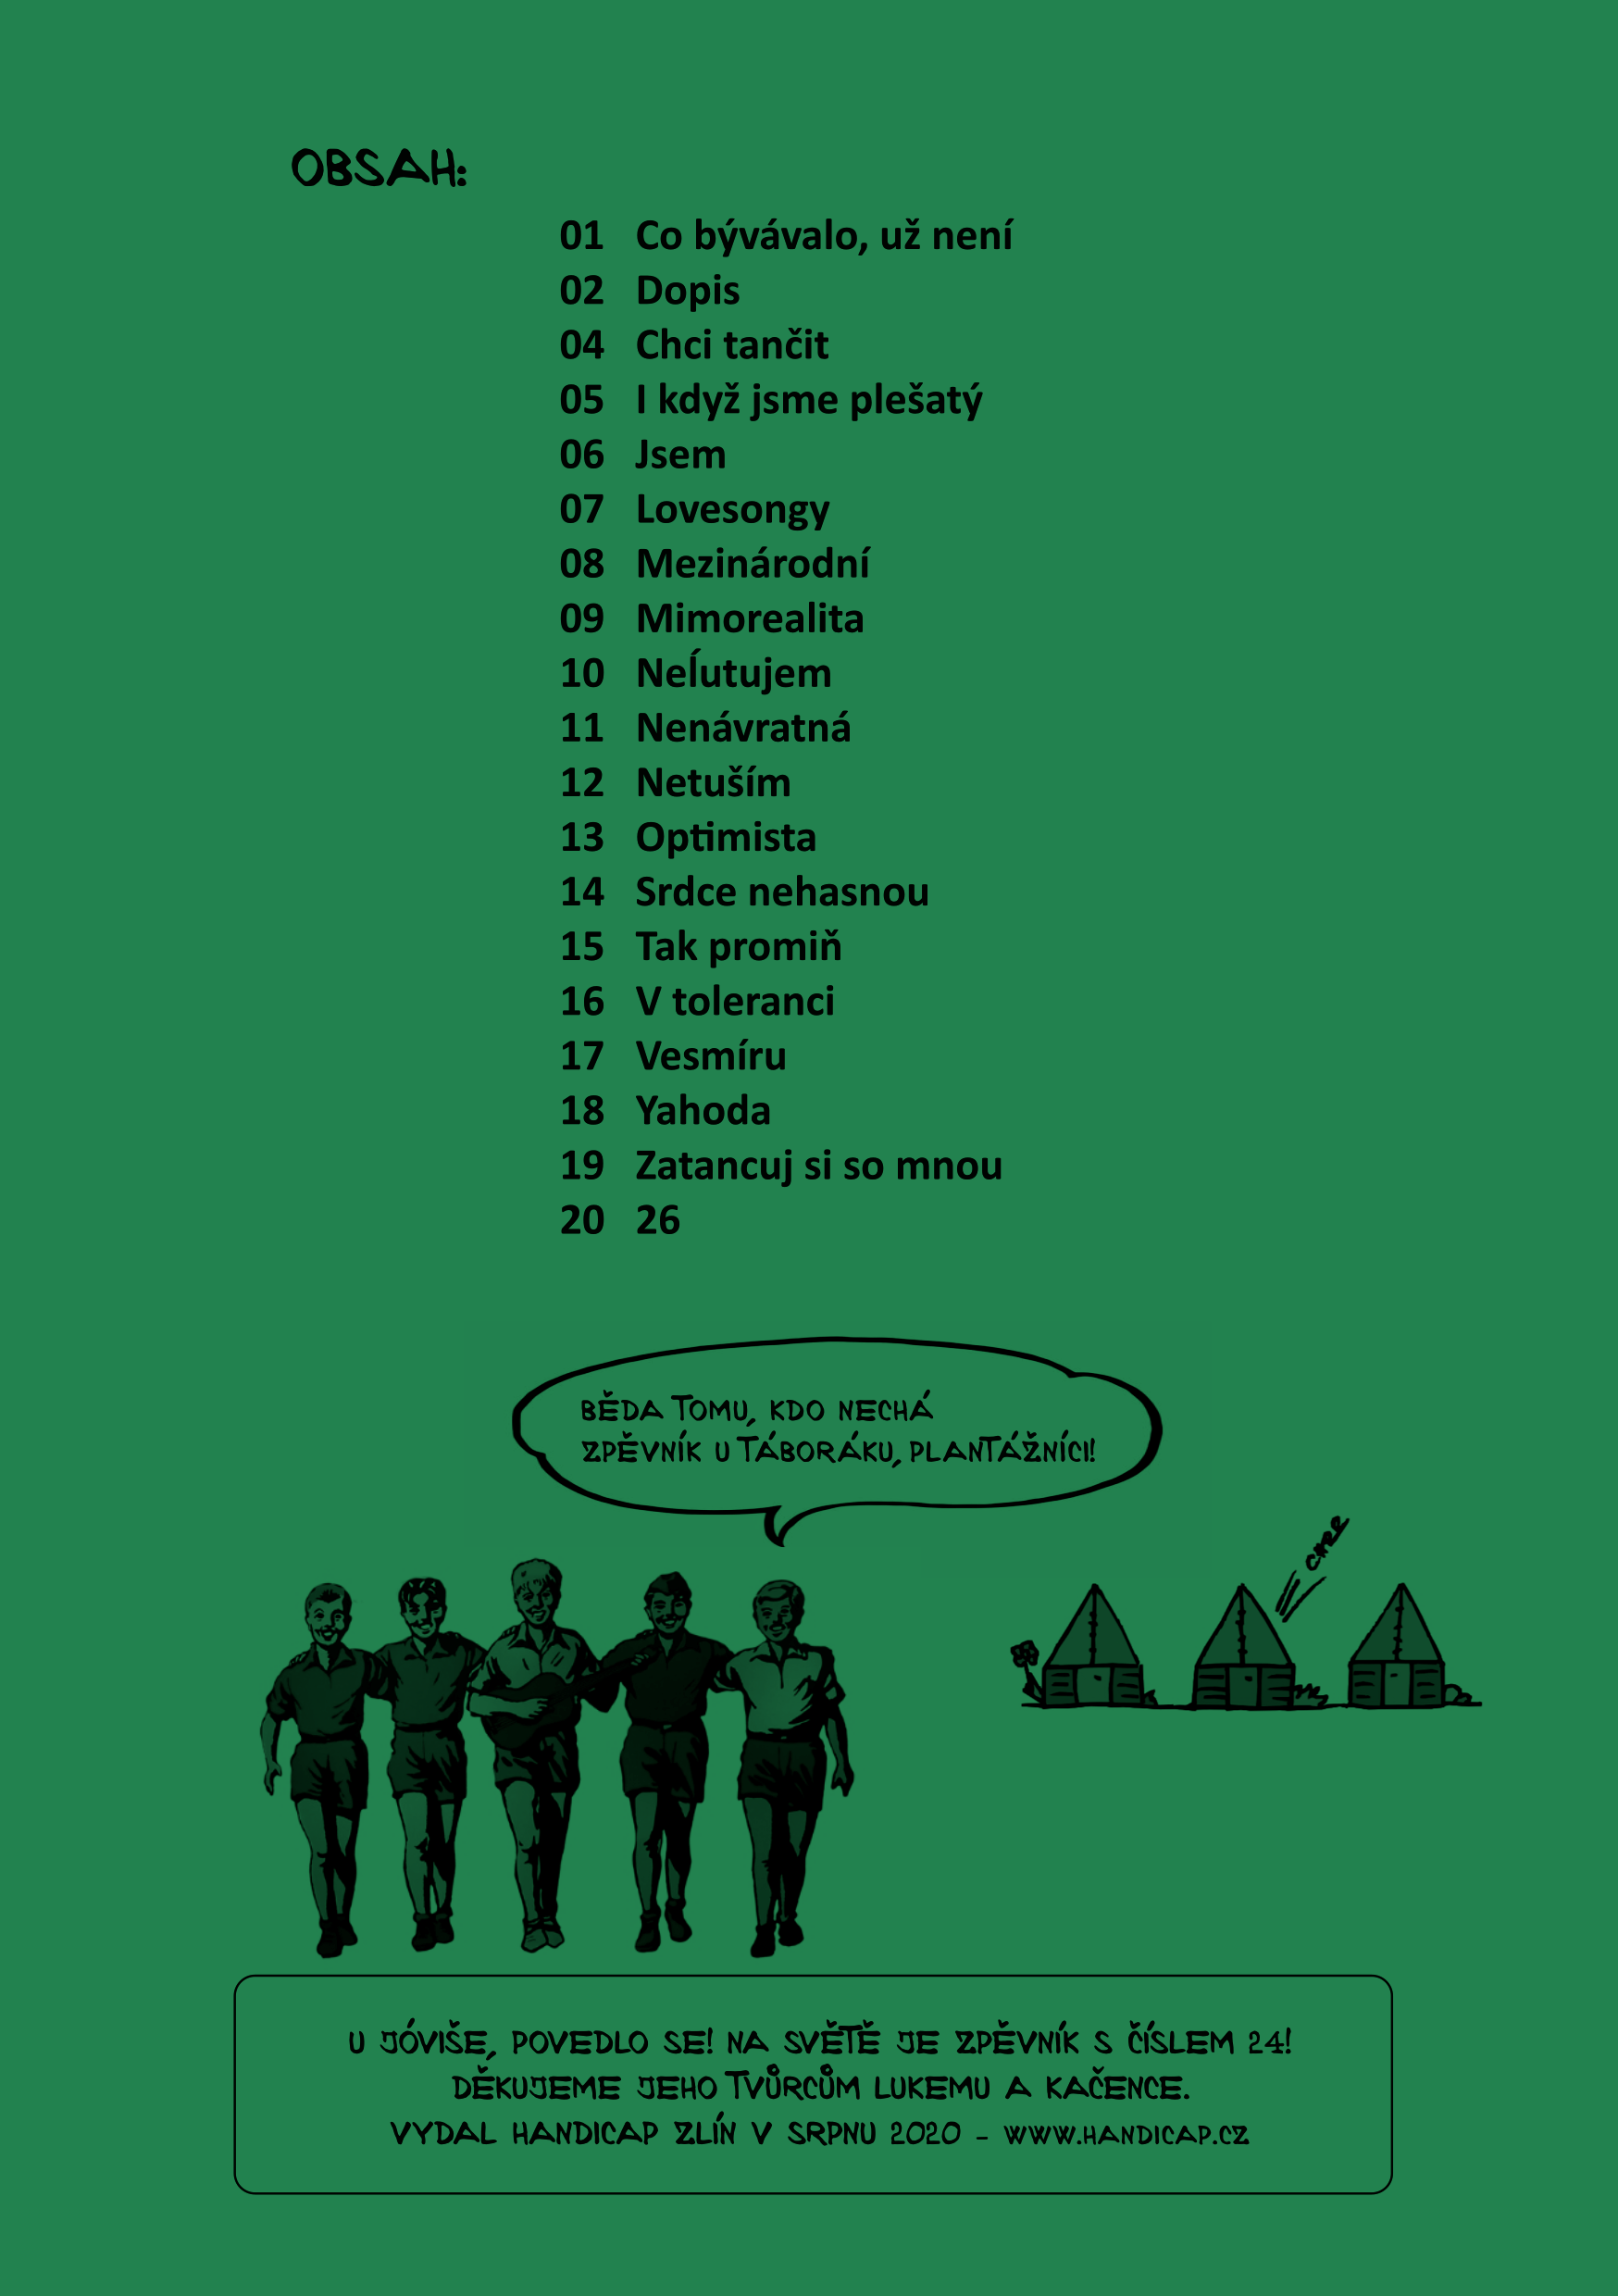 OBSAH:
01 Co bývávalo, už není
02 Dopis
04 Chci tančit
05 I když jsme plešatý
06 Jsem
07 Lovesongy
08 Mezinárodní
09 Mimorealita
10 Neĺutujem
11 Nenávratná
12 Netuším
13 Optimista
14 Srdce nehasnou
15 Tak promiň
16 V toleranci
17 Vesmíru
18 Yahoda
19 Zatancuj si so mnou
20 26
BĚDA TOMU, KDO NECHÁ
ZPĚVNÍK U TÁBORÁKU, PLANTÁŽNÍCI!
U JÓVIŠE, POVEDLO SE! NA SVĚTĚ JE ZPĚVNÍK S ČÍSLEM 24!
DĚKUJEME JEHO TVŮRCŮM LUKEMU A KAČENCE.
VYDAL HANDICAP ZLÍN V SRPNU 2020 - WWW.HANDICAP.CZ